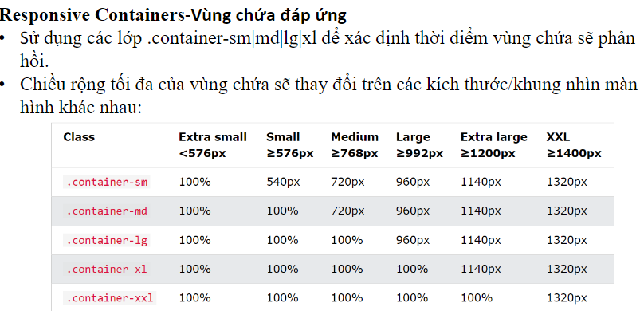 Responsive Containers-Vùng chứa đáp ứng
• Sử dụng các lớp .container-sm|md|lg|xl để xác định thời điểm vùng chứa sẽ phản
hồi.
• Chiều rộng tối đa của vùng chứa sẽ thay đổi trên các kích thước/khung nhìn màn
hình khác nhau:
Class Extra small Small Medium Large Extra large XXL
<576px ≥576px ≥768px ≥992px ≥1200px ≥1400px
.container-sm 100% 540px 720px 960px 1140px 1320px
.container-md 100% 100% 720px 960px 1140px 1320px
.container-lg 100% 100% 100% 960px 1140px 1320px
.container-xl 100% 100% 100% 100% 1140px 1320px
.container-xxl 100% 100% 100% 100% 100% 1320px